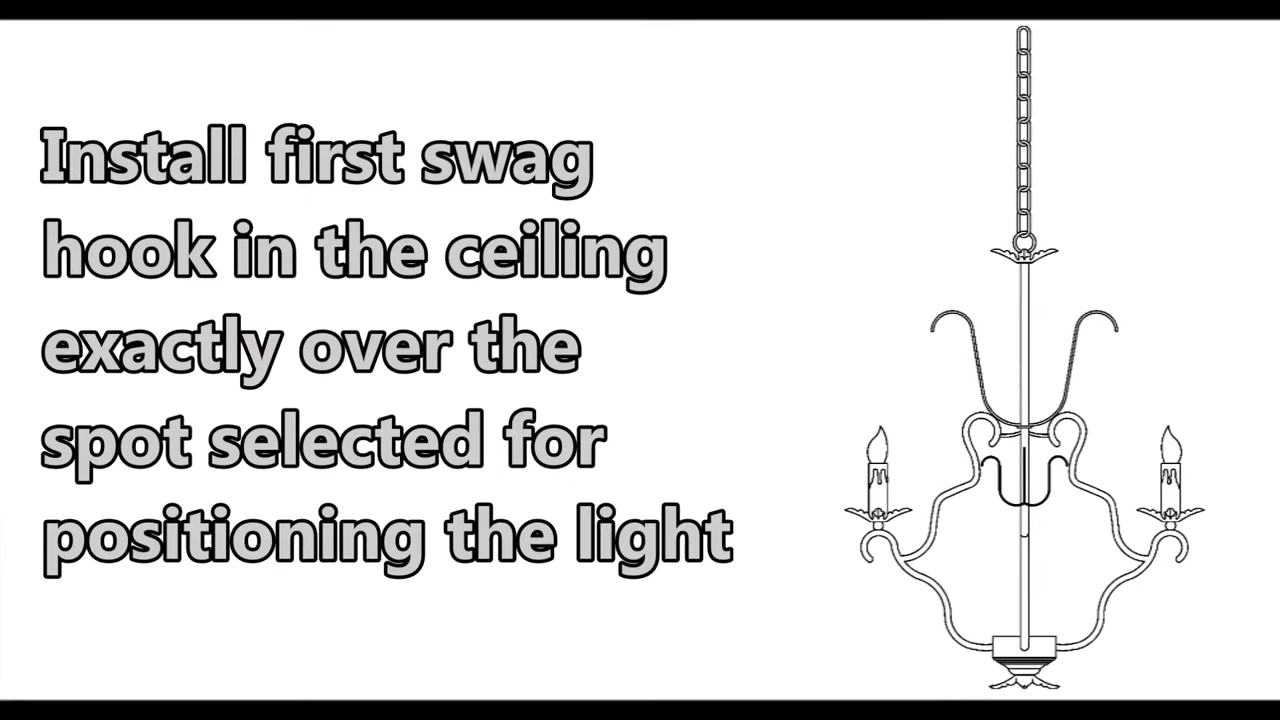 Install first swag
hook in the ceiling
exactly over the
spot selected for
positioning the light